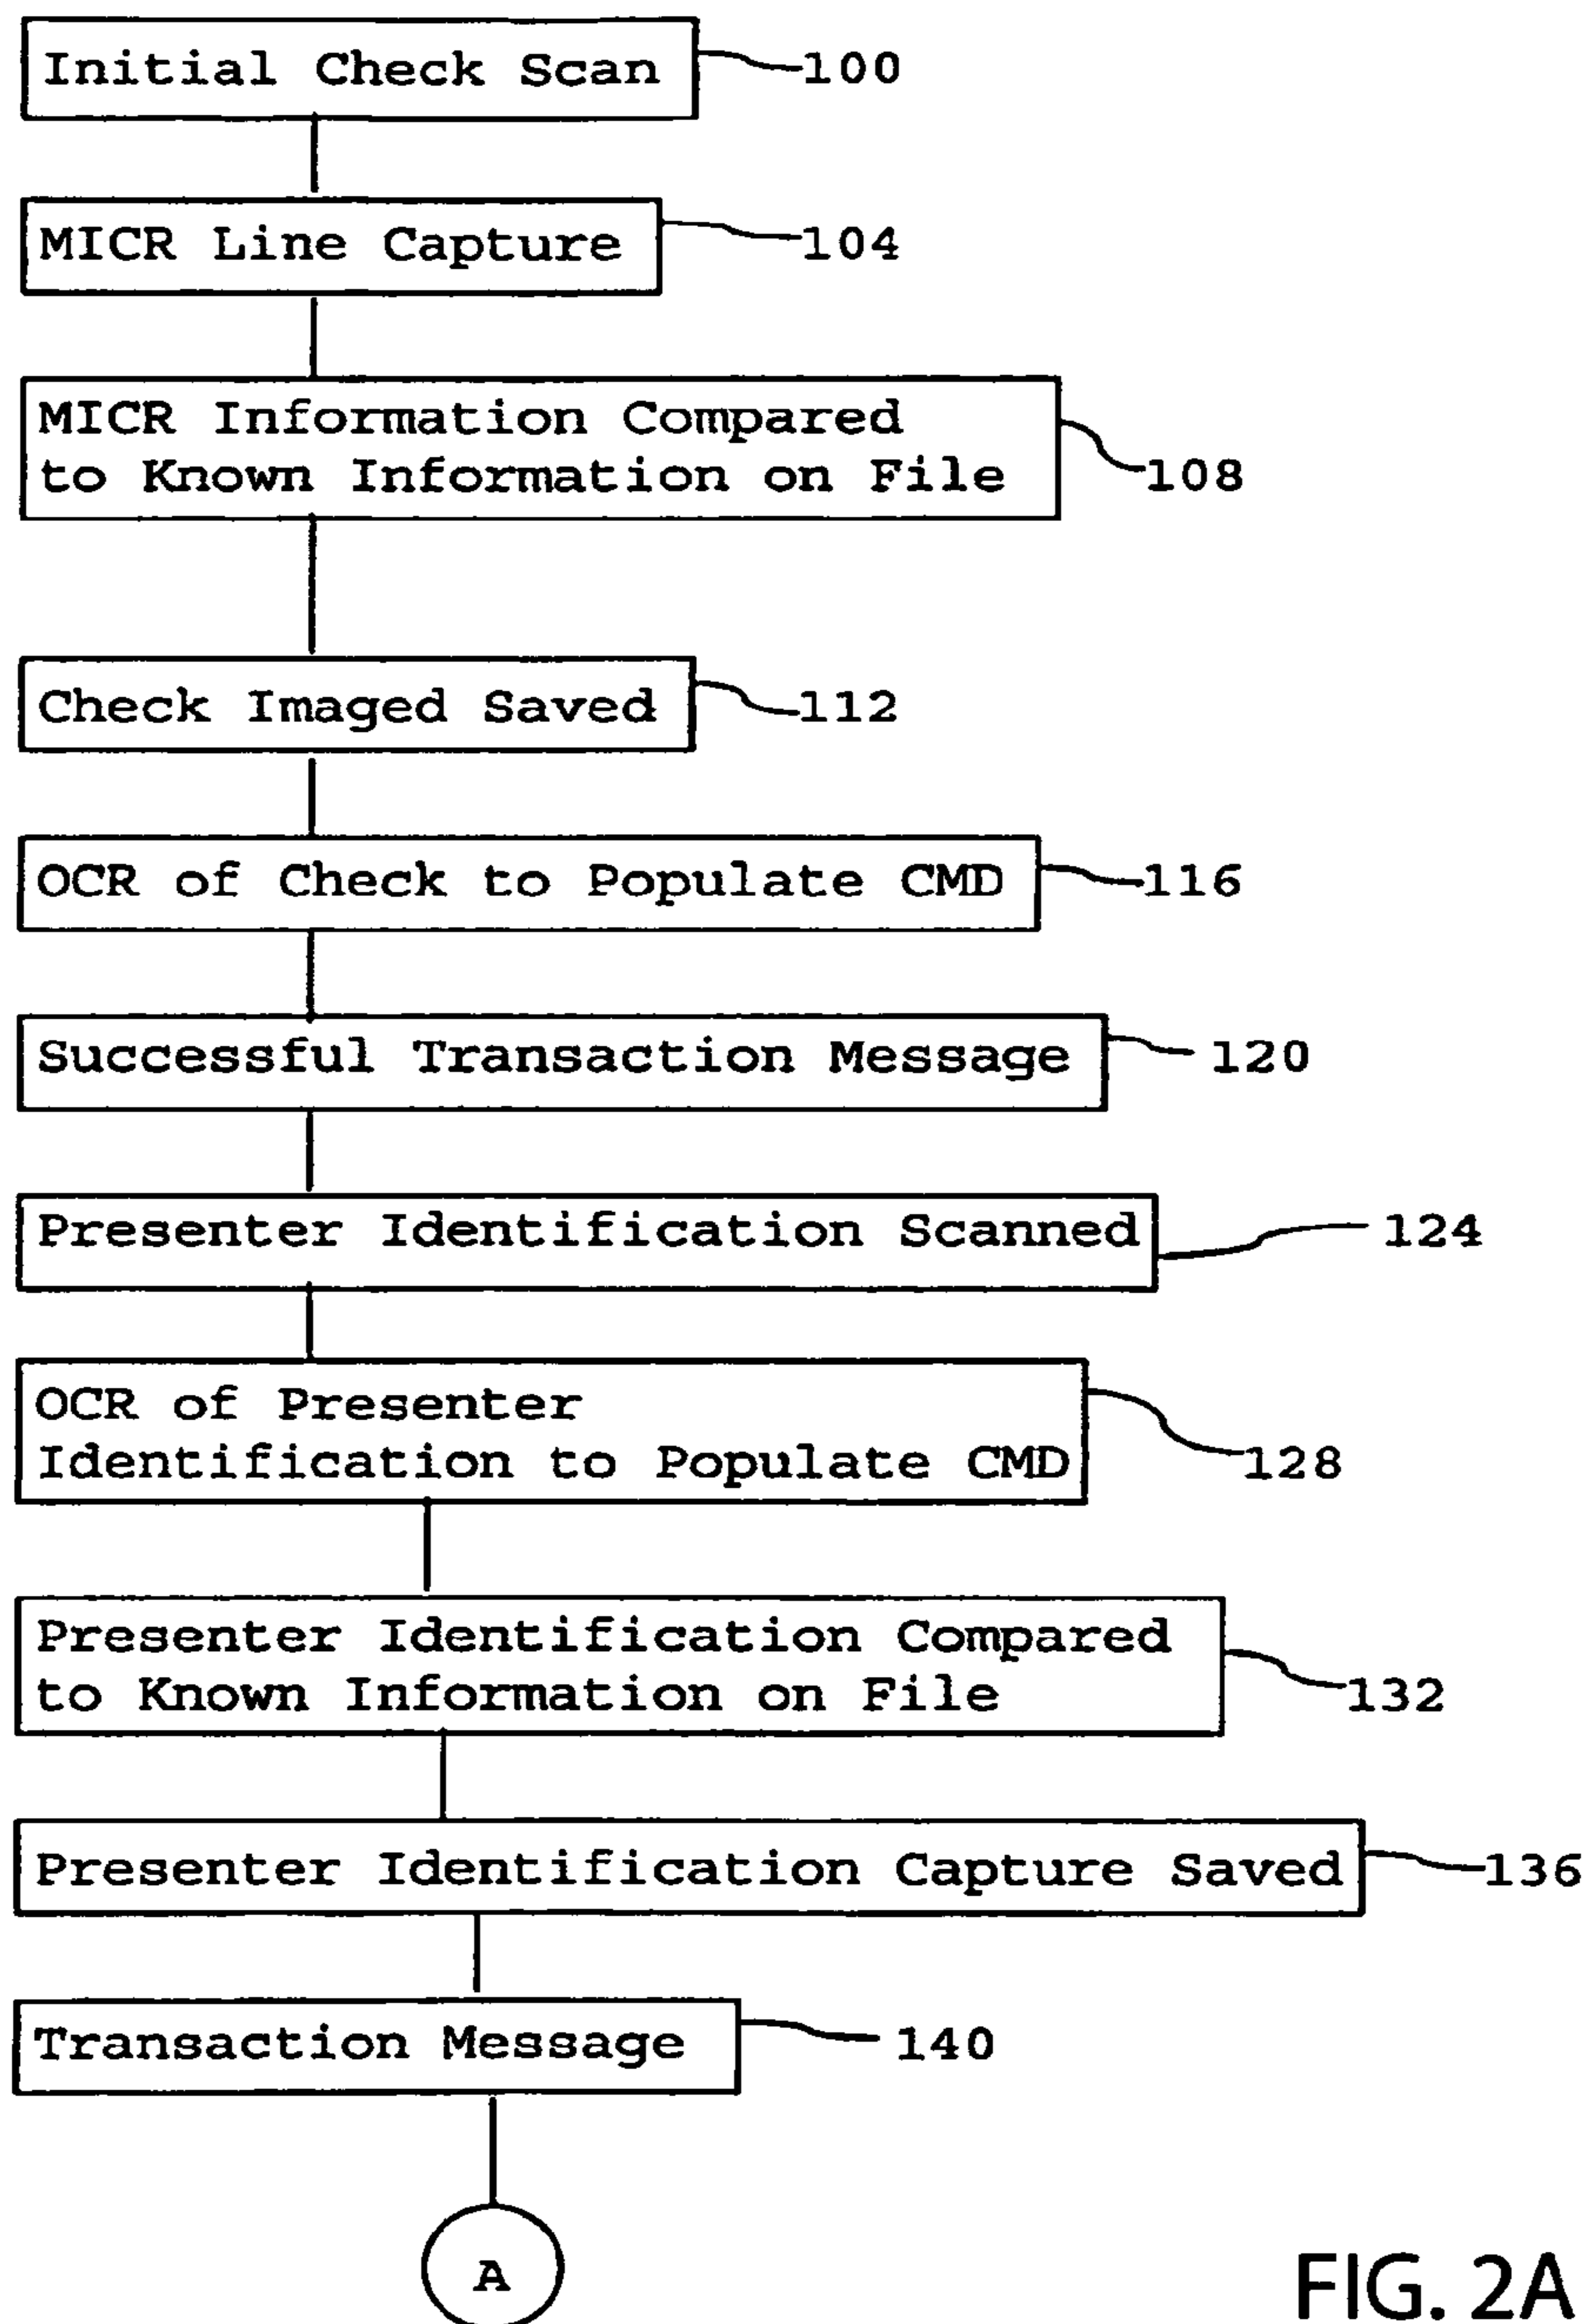 Initial Check Scan 100
MICR Line Capture 104
MICR Information Compared
to Known Information on File 108
Check Imaged Saved 112
OCR of Check to Populate CMD 116
Successful Transaction Message 120
Presenter Identification Scanned 124
OCR of Presenter
Identification to Populate CMD 128
Presenter Identification Compared
to Known Information on File 132
Presenter Identification Capture Saved 136
Transaction Message 140
A
FIG. 2A